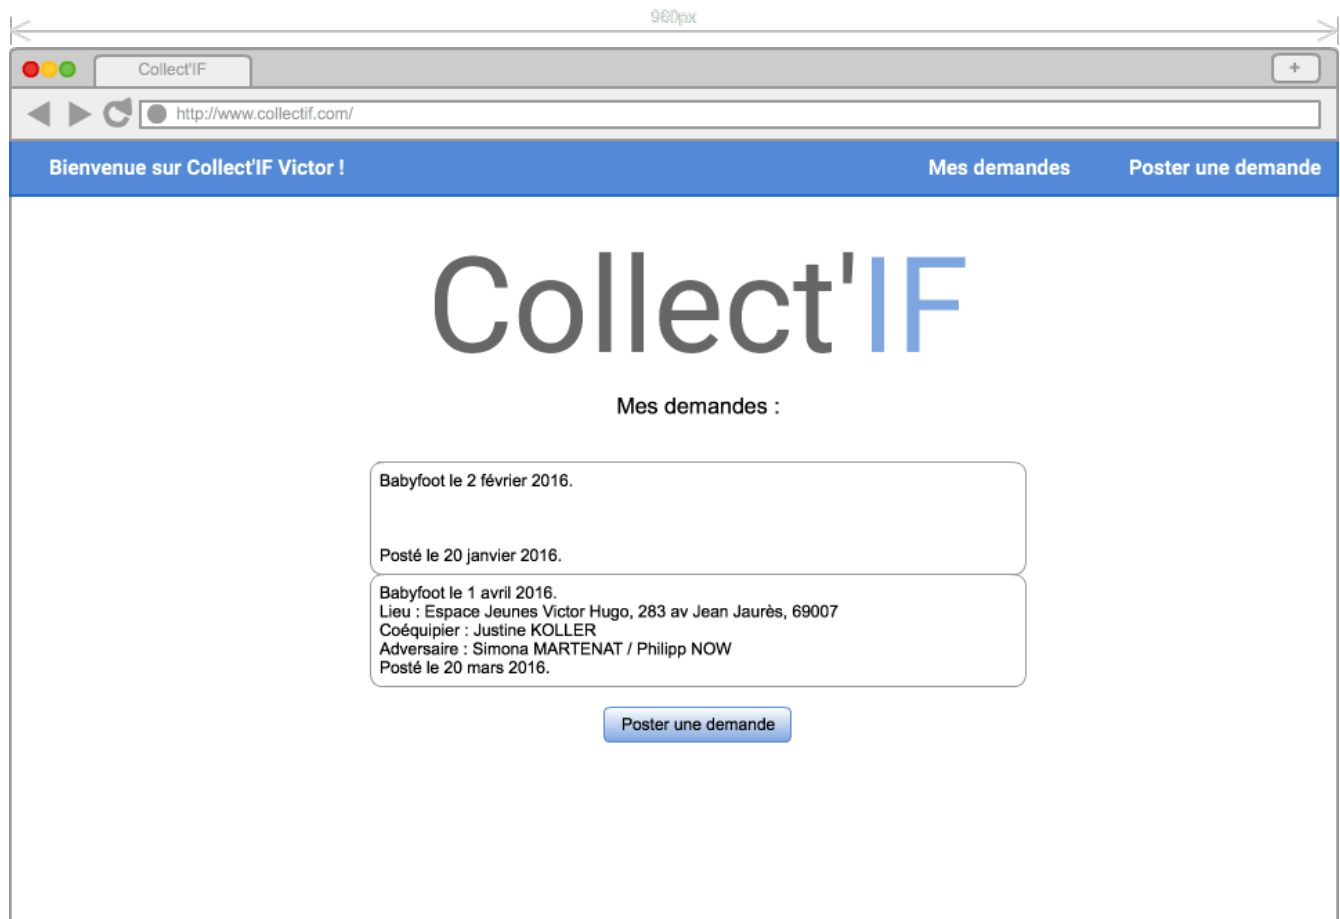 960px
Collect'IF
+
http://www.collectif.com/
Bienvenue sur Collect'IF Victor ! Mes demandes Poster une demande
Collect'IF
Mes demandes :
Babyfoot le 2 février 2016.
Posté le 20 janvier 2016.
Babyfoot le 1 avril 2016.
Lieu : Espace Jeunes Victor Hugo, 283 av Jean Jaurès, 69007
Coéquipier : Justine KOLLER
Adversaire : Simona MARTENAT / Philipp NOW
Posté le 20 mars 2016.
Poster une demande